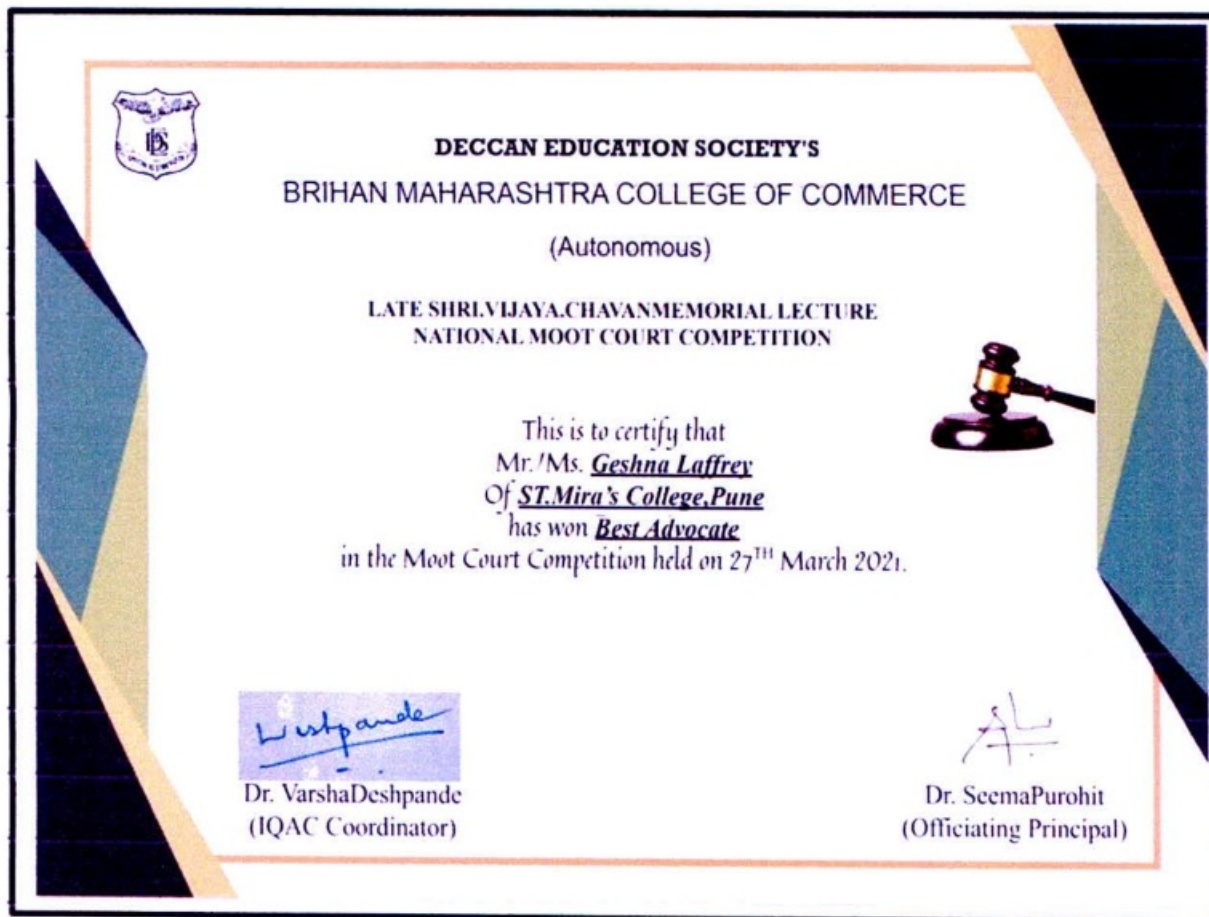 DES
DECCAN EDUCATION SOCIETY'S
BRIHAN MAHARASHTRA COLLEGE OF COMMERCE
(Autonomous)
LATE SHRI.VIJAYA.CHAVANMEMORIAL LECTURE
NATIONAL MOOT COURT COMPETITION
This is to certify that
Mr./Ms. Geshna Laffrey
Of ST.Mira's College,Pune
has won Best Advocate
in the Moot Court Competition held on 27TH March 2021.
Dr. VarshaDeshpande
(IQAC Coordinator)
Dr. SeemaPurohit
(Officiating Principal)